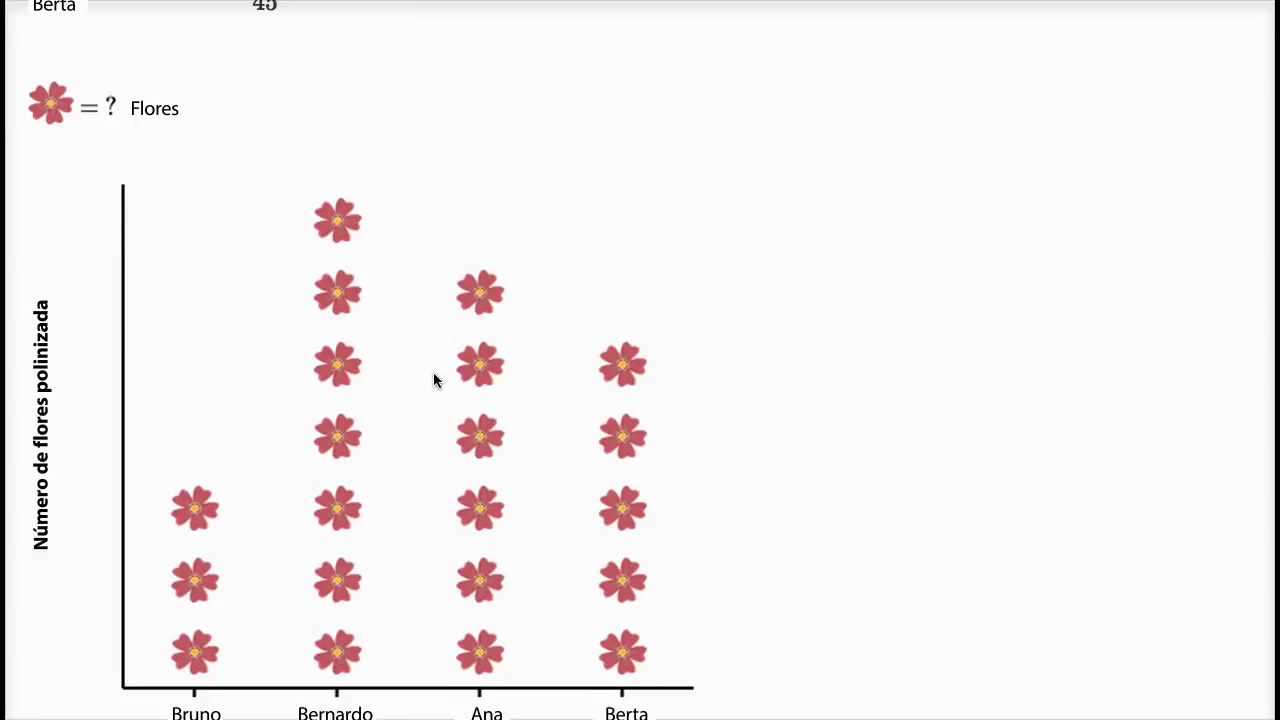 Berta 45
= ? Flores
Número de flores polinizada
Bruno Bernardo Ana Berta